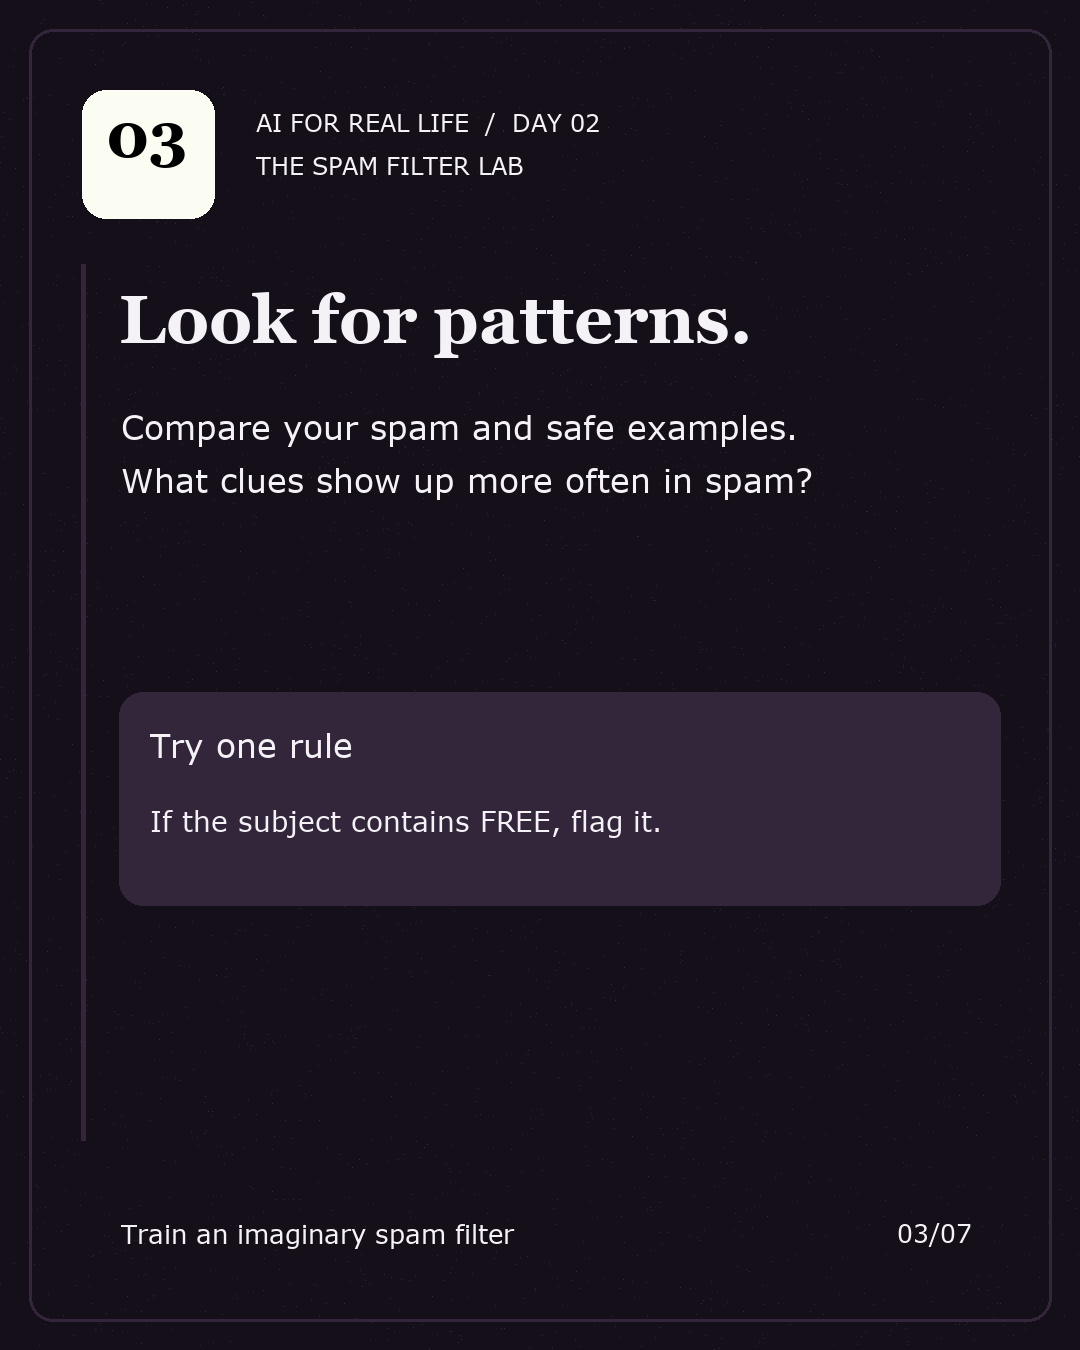 03
AI FOR REAL LIFE / DAY 02
THE SPAM FILTER LAB
Look for patterns.
Compare your spam and safe examples.
What clues show up more often in spam?
Try one rule
If the subject contains FREE, flag it.
Train an imaginary spam filter
03/07